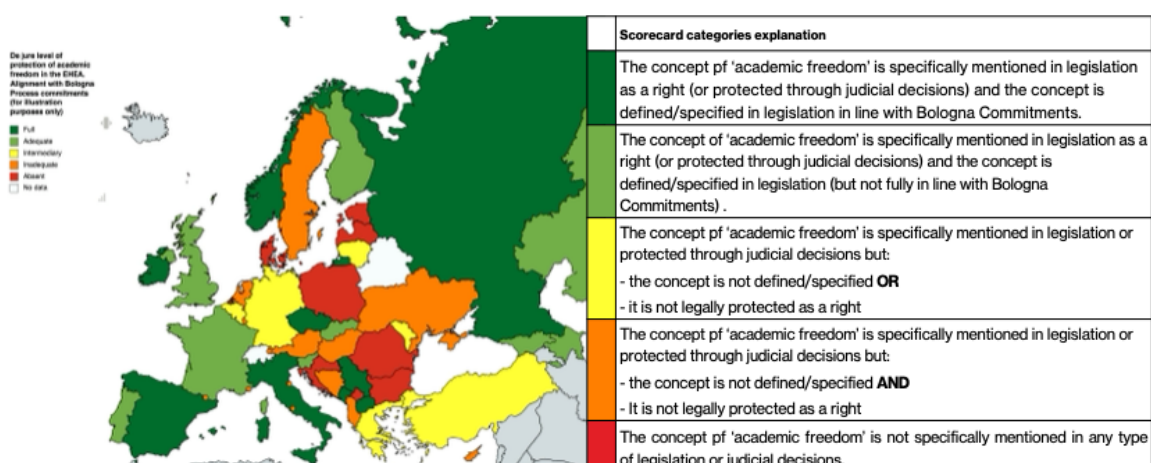 De jure level of
protection of academic
freedom in the EHEA.
Alignment with Bologna
Process commitments
(for illustration
purposes only)
Full
Adequate
Intermediary
Inadequate
Absent
No data
Scorecard categories explanation
The concept pf ‘academic freedom’ is specifically mentioned in legislation
as a right (or protected through judicial decisions) and the concept is
defined/specified in legislation in line with Bologna Commitments.
The concept of ‘academic freedom’ is specifically mentioned in legislation as a
right (or protected through judicial decisions) and the concept is
defined/specified in legislation (but not fully in line with Bologna
Commitments) .
The concept pf ‘academic freedom’ is specifically mentioned in legislation or
protected through judicial decisions but:
- the concept is not defined/specified OR
- it is not legally protected as a right
The concept pf ‘academic freedom’ is specifically mentioned in legislation or
protected through judicial decisions but:
- the concept is not defined/specified AND
- It is not legally protected as a right
The concept pf ‘academic freedom’ is not specifically mentioned in any type
of legislation or judicial decisions.